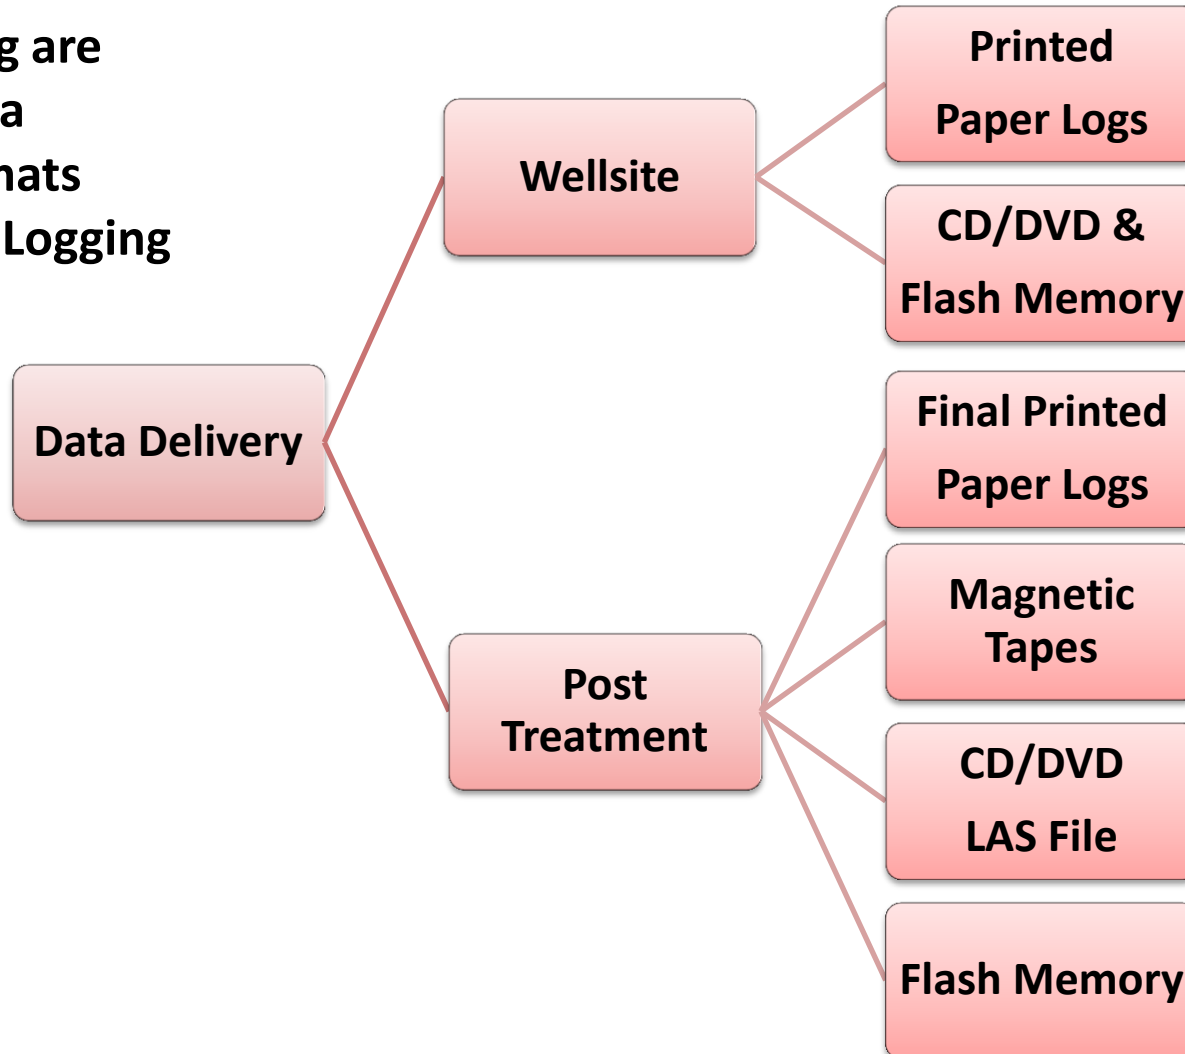 g are
a
nats
Logging
Data Delivery
Wellsite
Printed
Paper Logs
CD/DVD &
Flash Memory
Post
Treatment
Final Printed
Paper Logs
Magnetic
Tapes
CD/DVD
LAS File
Flash Memory